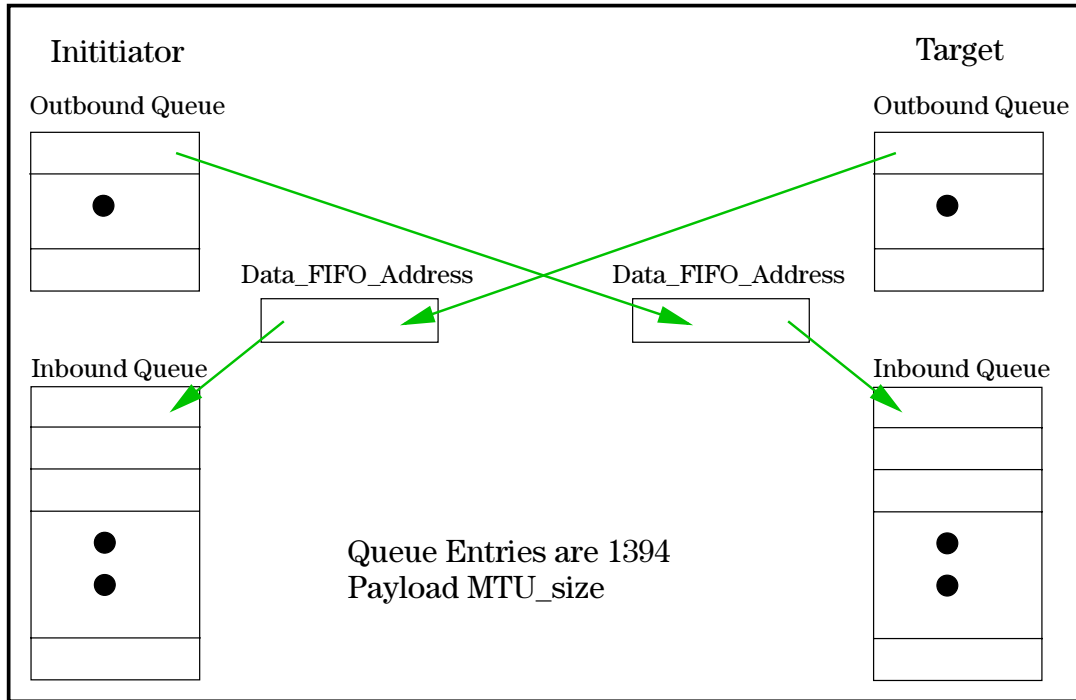 Inititiator
Target
Outbound Queue
Outbound Queue
Data_FIFO_Address
Data_FIFO_Address
Inbound Queue
Inbound Queue
Queue Entries are 1394
Payload MTU_size